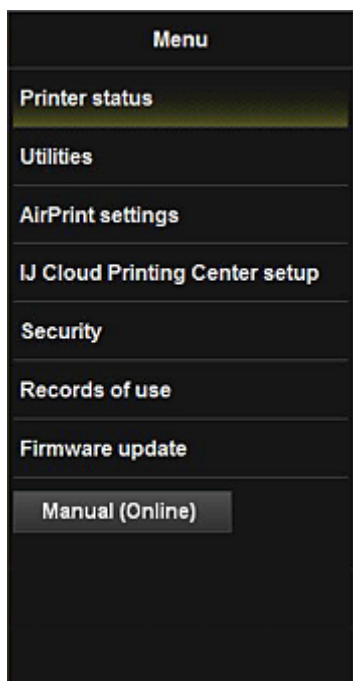 Menu
Printer status
Utilities
AirPrint settings
IJ Cloud Printing Center setup
Security
Records of use
Firmware update
Manual (Online)